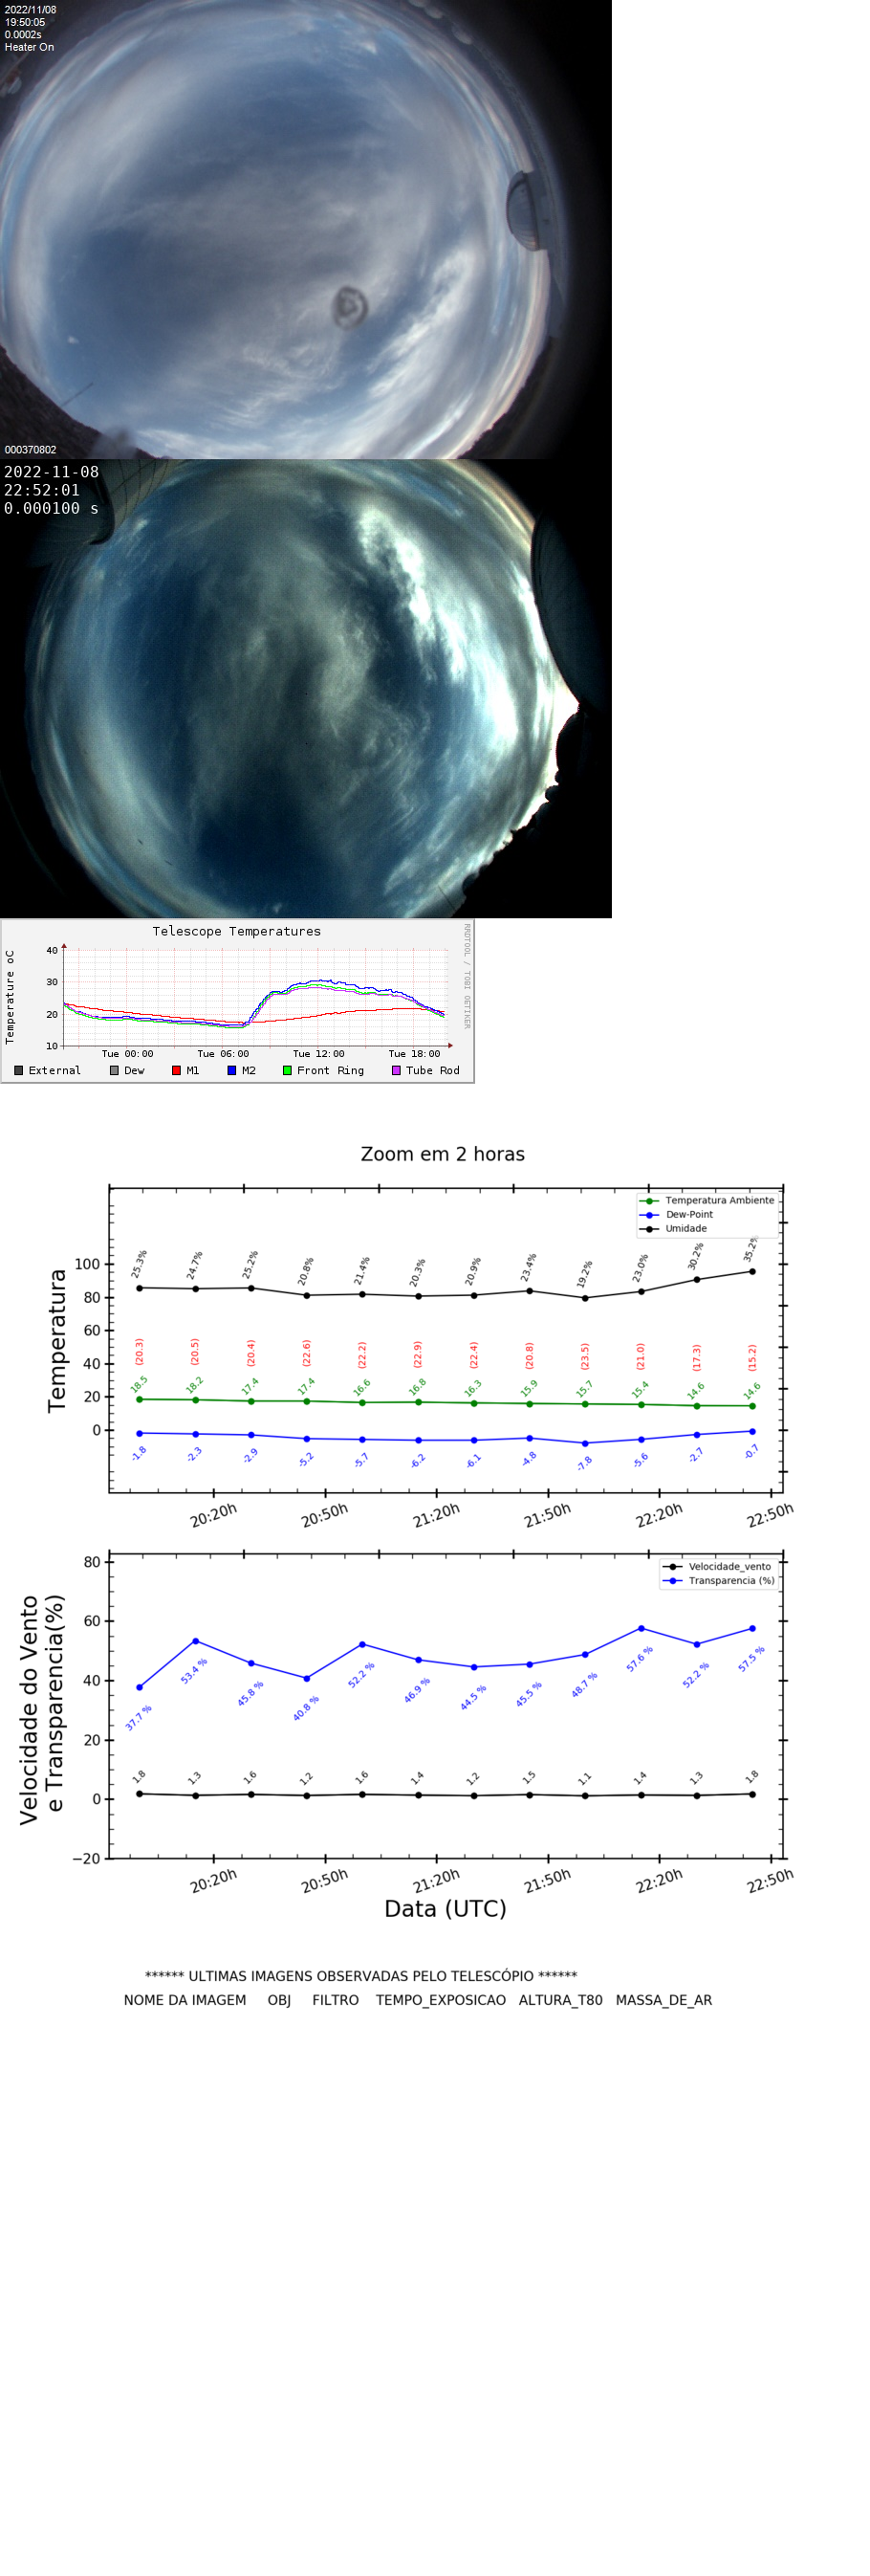 2022/11/08
19:50:05
0.0002s
Heater On
000370802
2022-11-08
22:52:01
0.000100 s
Telescope Temperatures
RRDTOOL / TOBI OETIKER
Temperature oC
40
30
20
10
Tue 00:00 Tue 06:00 Tue 12:00 Tue 18:00
External Dew M1 M2 Front Ring Tube Rod
Zoom em 2 horas
Temperatura Ambiente
Dew-Point
Umidade
Temperatura
100
80
60
40
20
0
25.3% 24.7% 25.2% 20.8% 21.4% 20.3% 20.9% 23.4% 19.2% 23.0% 30.2% 35.2%
(20.3) (20.5) (20.4) (22.6) (22.2) (22.9) (22.4) (20.8) (23.5) (21.0) (17.3) (15.2)
18.5 18.2 17.4 17.4 16.6 16.8 16.3 15.9 15.7 15.4 14.6 14.6
-1.8 -2.3 -2.9 -5.2 -5.7 -6.2 -6.1 -4.8 -7.8 -5.6 -2.7 -0.7
20:20h 20:50h 21:20h 21:50h 22:20h 22:50h
Velocidade_vento
Transparencia (%)
Velocidade do Vento
e Transparencia(%)
80
60
40
20
0
−20
37.7 % 53.4 % 45.8 % 40.8 % 52.2 % 46.9 % 44.5 % 45.5 % 48.7 % 57.6 % 52.2 % 57.5 %
1.8 1.3 1.6 1.2 1.6 1.4 1.2 1.5 1.1 1.4 1.3 1.8
20:20h 20:50h 21:20h 21:50h 22:20h 22:50h
Data (UTC)
****** ULTIMAS IMAGENS OBSERVADAS PELO TELESCÓPIO ******
NOME DA IMAGEM OBJ FILTRO TEMPO_EXPOSICAO ALTURA_T80 MASSA_DE_AR